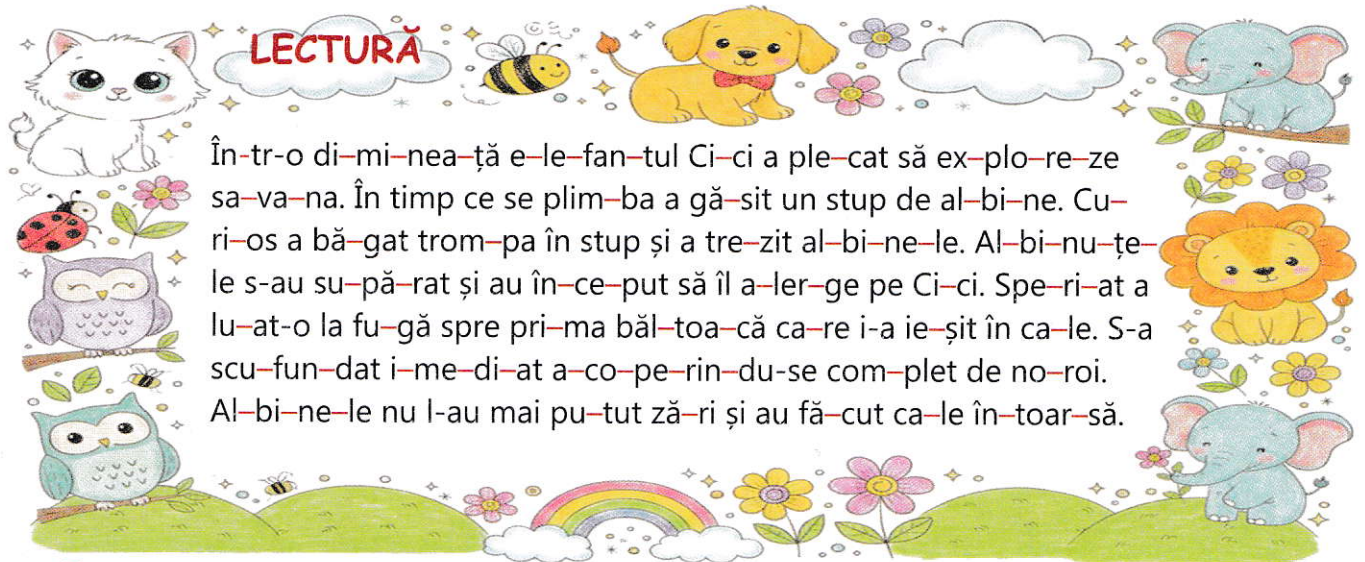 LECTURĂ
În-tr-o di–mi–nea–ță e–le–fan–tul Ci–ci a ple–cat să ex–plo–re–ze
sa–va–na. În timp ce se plim–ba a gă–sit un stup de al–bi–ne. Cu–
ri–os a bă–gat trom–pa în stup și a tre–zit al–bi–ne–le. Al–bi–nu–țe–
le s-au su–pă–rat și au în–ce–put să îl a–ler–ge pe Ci–ci. Spe–ri–at a
lu–at-o la fu–gă spre pri–ma băl–toa–că ca–re i-a ie–șit în ca–le. S-a
scu–fun–dat i–me–di–at a–co–pe–rin–du-se com–plet de no–roi.
Al–bi–ne–le nu l-au mai pu–tut ză–ri și au fă–cut ca–le în–toar–să.